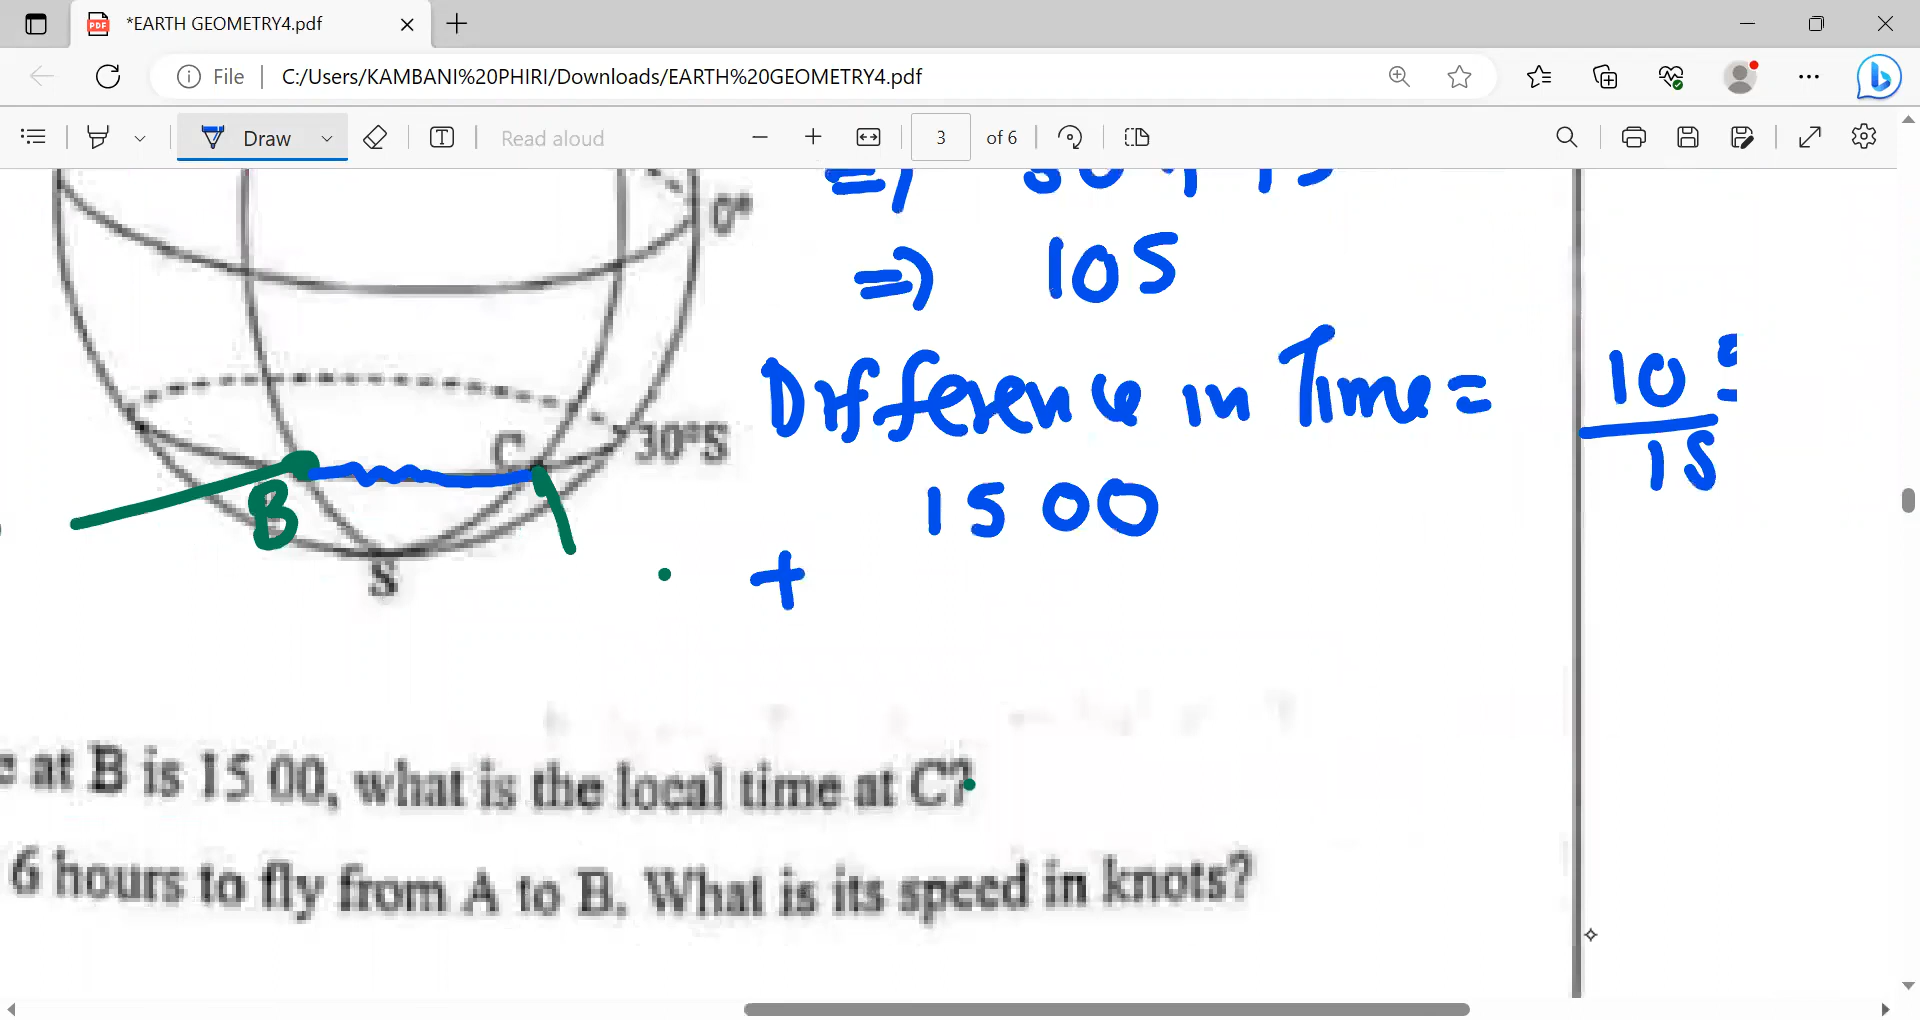 *EARTH GEOMETRY4.pdf
File
C:/Users/KAMBANI%20PHIRI/Downloads/EARTH%20GEOMETRY4.pdf
Draw
Read aloud
3 of 6
0°
⇒ 105
Difference in Time = 10
15
C 30°S
B
15 00
S
+
at B is 15 00, what is the local time at C?
6 hours to fly from A to B. What is its speed in knots?